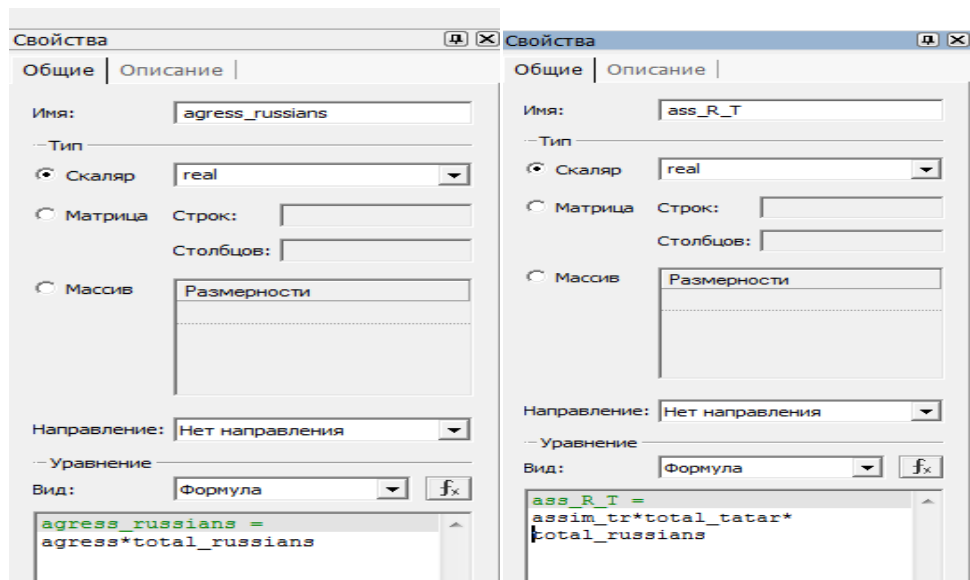 Свойства
Общие Описание
Имя: agress_russians
Тип
Скаляр real
Матрица Строк:
Столбцов:
Массив Размерности
Направление: Нет направления
Уравнение
Вид: Формула fx
agress_russians =
agress*total_russians
Свойства
Общие Описание
Имя: ass_R_T
Тип
Скаляр real
Матрица Строк:
Столбцов:
Массив Размерности
Направление: Нет направления
Уравнение
Вид: Формула fx
ass_R_T =
assim_tr*total_tatar*
total_russians